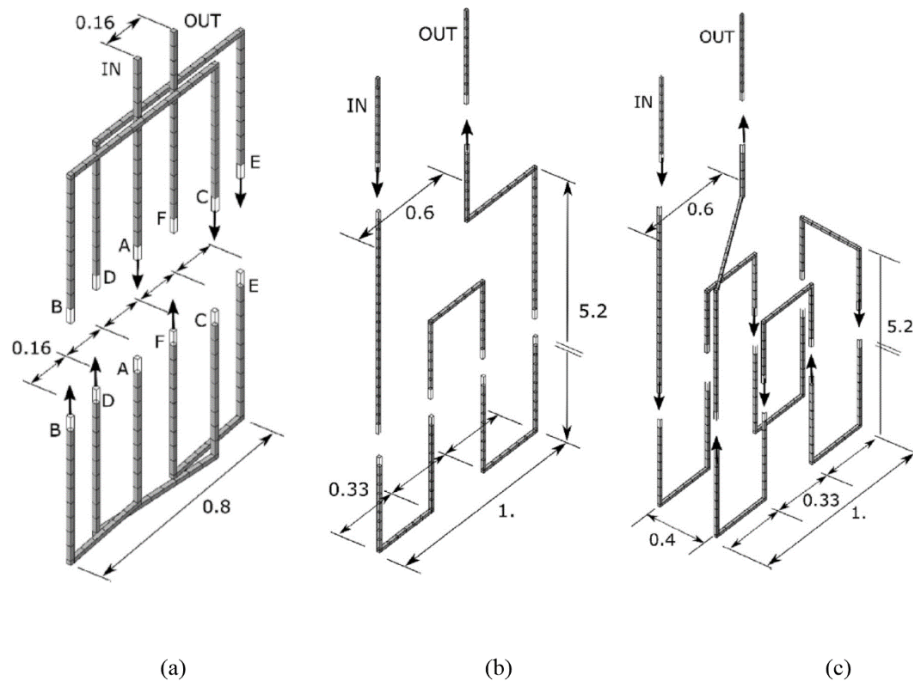 0.16
OUT
IN
E
C
F
A
D
B
E
C
F
A
D
B
0.16
0.8
(a)
OUT
IN
0.6
5.2
0.33
1.
(b)
OUT
IN
0.6
5.2
0.33
1.
0.4
(c)